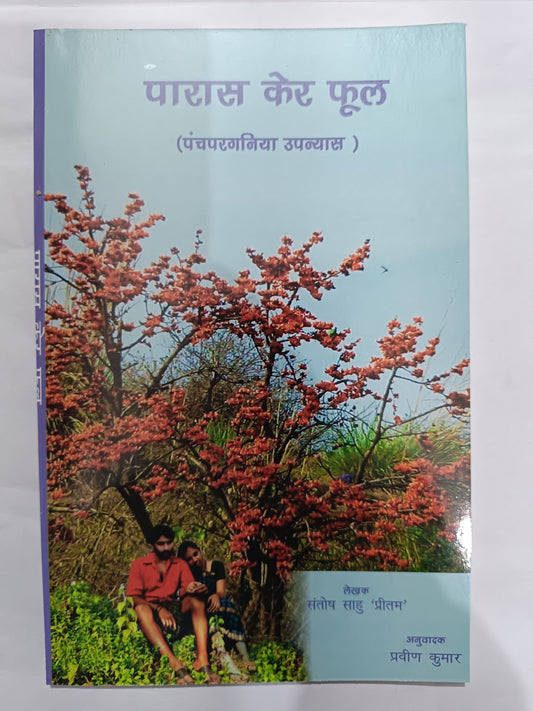 पारास केर फूल
(पंचपरगनिया उपन्यास )
पारास केर फूल
लेखक
संतोष साहु 'प्रीतम'
अनुवादक
प्रवीण कुमार